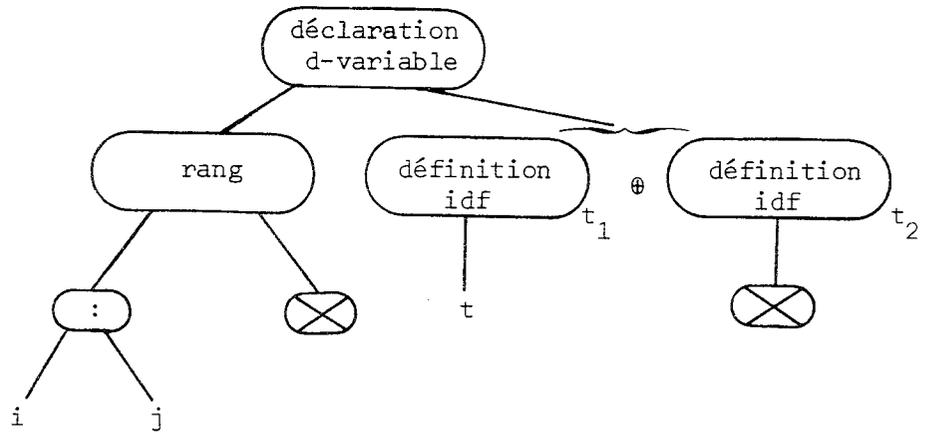 déclaration
d-variable
rang
définition
idf
t1
⊕
définition
idf
t2
:
t
i
j